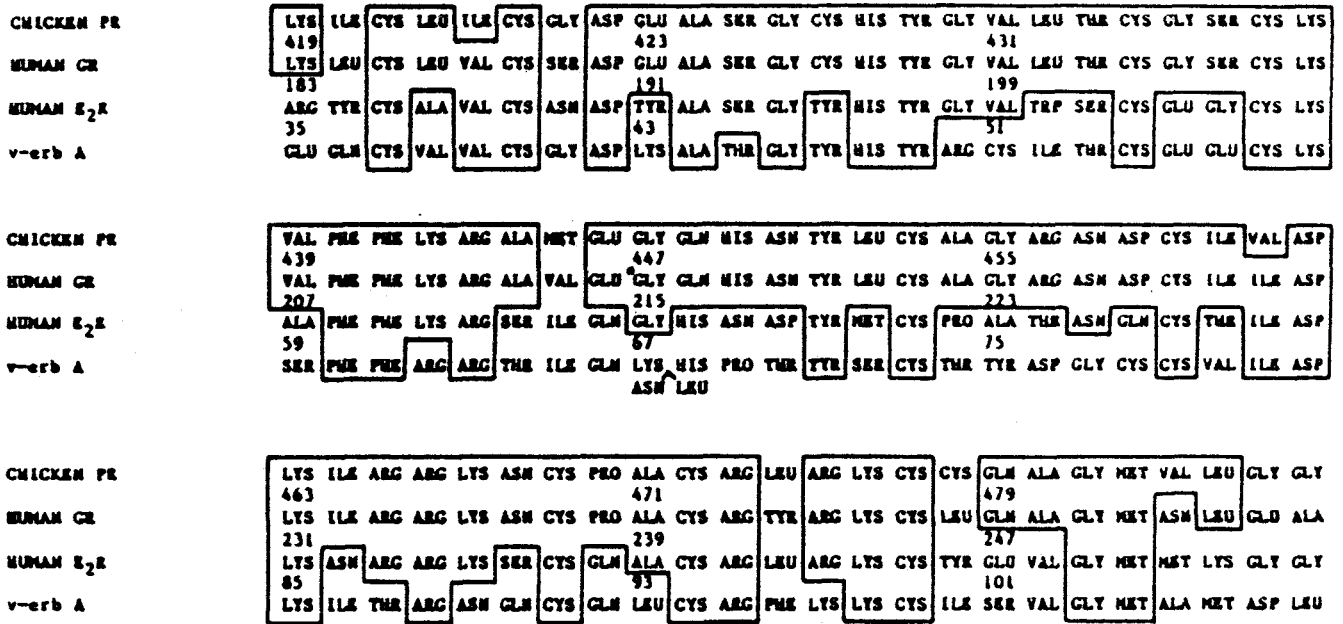 CHICKEN PR LYS ILE CYS LEU ILE CYS GLY ASP GLU ALA SER GLY CYS HIS TYR GLY VAL LEU THR CYS GLY SER CYS LYS
419 423 431
HUMAN GR LYS LEU CYS LEU VAL CYS SER ASP GLU ALA SER GLY CYS HIS TYR GLY VAL LEU THR CYS GLY SER CYS LYS
183 191 199
HUMAN E₂R ARG TYR CYS ALA VAL CYS ASN ASP TYR ALA SER GLY TYR HIS TYR GLY VAL TRP SER CYS GLU GLY CYS LYS
35 43 51
v-erb A GLU GLN CYS VAL VAL CYS GLY ASP LYS ALA THR GLY TYR HIS TYR ARG CYS ILE THR CYS GLU GLU CYS LYS
CHICKEN PR VAL PHE PHE LYS ARG ALA MET GLU GLY GLN HIS ASN TYR LEU CYS ALA GLY ARG ASN ASP CYS ILE VAL ASP
439 447 455
HUMAN GR VAL PHE PHE LYS ARG ALA VAL GLU GLY GLN HIS ASN TYR LEU CYS ALA GLY ARG ASN ASP CYS ILE ILE ASP
207 215 223
HUMAN E₂R ALA PHE PHE LYS ARG SER ILE GLN GLY HIS ASN ASP TYR MET CYS PRO ALA THR ASN GLN CYS THR ILE ASP
59 67 75
v-erb A SER PHE PHE ARG ARG THR ILE GLN LYS HIS PRO THR TYR SER CYS THR TYR ASP GLY CYS CYS VAL ILE ASP
ASN LEU
CHICKEN PR LYS ILE ARG ARG LYS ASN CYS PRO ALA CYS ARG LEU ARG LYS CYS CYS GLN ALA GLY MET VAL LEU GLY GLY
463 471 479
HUMAN GR LYS ILE ARG ARG LYS ASN CYS PRO ALA CYS ARG TYR ARG LYS CYS LEU GLN ALA GLY MET ASN LEU GLU ALA
231 239 247
HUMAN E₂R LYS ASN ARG ARG LYS SER CYS GLN ALA CYS ARG LEU ARG LYS CYS TYR GLU VAL GLY MET MET LYS GLY GLY
85 93 101
v-erb A LYS ILE THR ARG ASN GLN CYS GLN LEU CYS ARG PHE LYS LYS CYS ILE SER VAL GLY MET ALA MET ASP LEU